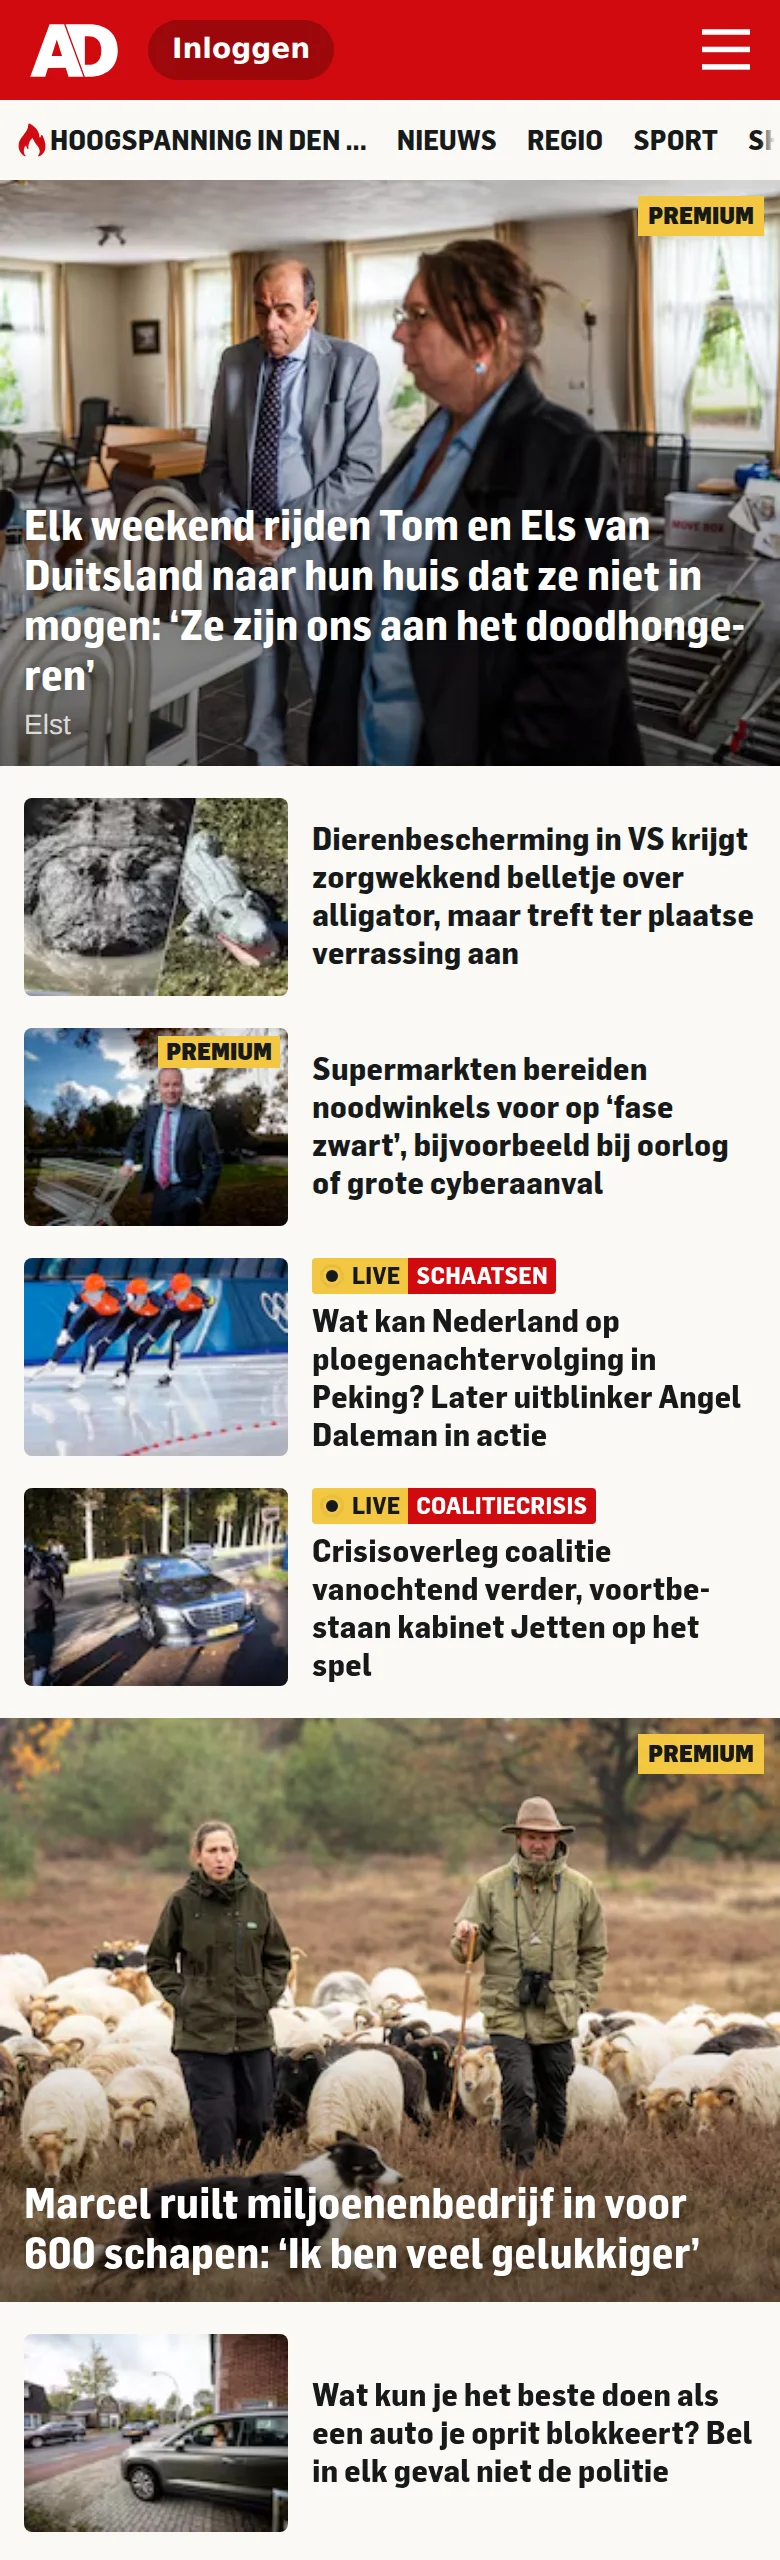 AD
Inloggen
HOOGSPANNING IN DEN ...
NIEUWS
REGIO
SPORT
PREMIUM
MOVE BOX
Elk weekend rijden Tom en Els van
Duitsland naar hun huis dat ze niet in
mogen: ‘Ze zijn ons aan het doodhonge-
ren’
Elst
Dierenbescherming in VS krijgt
zorgwekkend belletje over
alligator, maar treft ter plaatse
verrassing aan
PREMIUM
Supermarkten bereiden
noodwinkels voor op ‘fase
zwart’, bijvoorbeeld bij oorlog
of grote cyberaanval
LIVE SCHAATSEN
Wat kan Nederland op
ploegenachtervolging in
Peking? Later uitblinker Angel
Daleman in actie
LIVE COALITIECRISIS
Crisisoverleg coalitie
vanochtend verder, voortbe-
staan kabinet Jetten op het
spel
PREMIUM
Marcel ruilt miljoenenbedrijf in voor
600 schapen: ‘Ik ben veel gelukkiger’
Wat kun je het beste doen als
een auto je oprit blokkeert? Bel
in elk geval niet de politie